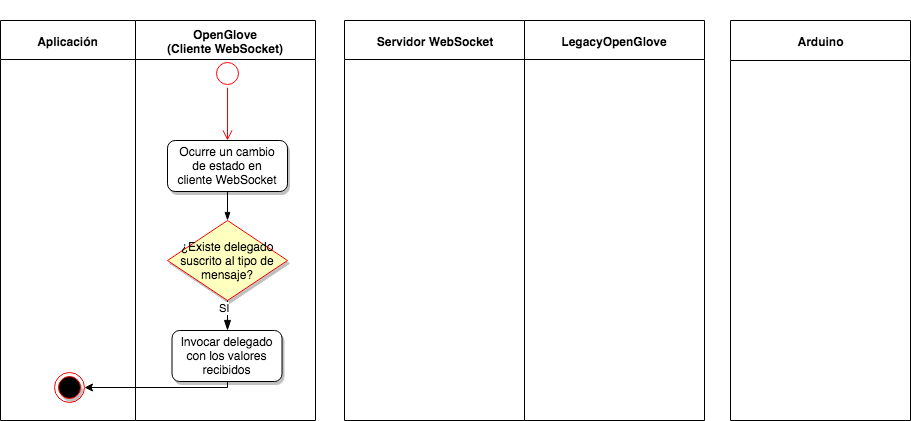 Aplicación
OpenGlove
(Cliente WebSocket)
Servidor WebSocket
LegacyOpenGlove
Arduino
Ocurre un cambio
de estado en
cliente WebSocket
¿Existe delegado
suscrito al tipo de
mensaje?
SI
Invocar delegado
con los valores
recibidos